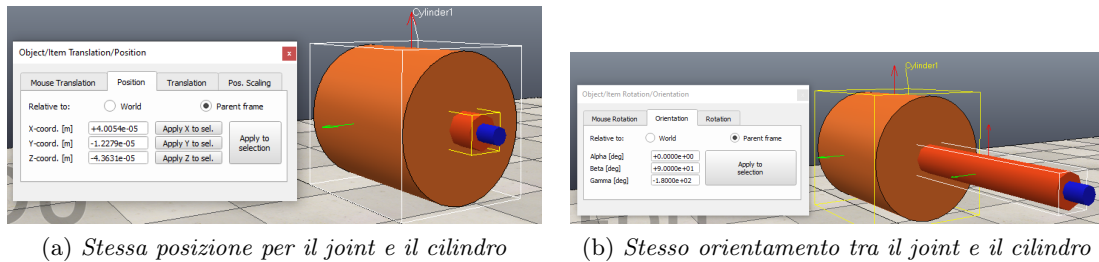 Cylinder1
Object/Item Translation/Position
x
Mouse Translation Position Translation Pos. Scaling
Relative to: World Parent frame
X-coord. [m] +4.0054e-05 Apply X to sel.
Y-coord. [m] -1.2279e-05 Apply Y to sel.
Z-coord. [m] -4.3631e-05 Apply Z to sel.
Apply to
selection
(a) Stessa posizione per il joint e il cilindro
Cylinder1
Object/Item Rotation/Orientation
Mouse Rotation Orientation Rotation
Relative to: World Parent frame
Alpha [deg] +0.0000e+00
Beta [deg] +9.0000e+01
Gamma [deg] -1.8000e+02
Apply to
selection
(b) Stesso orientamento tra il joint e il cilindro